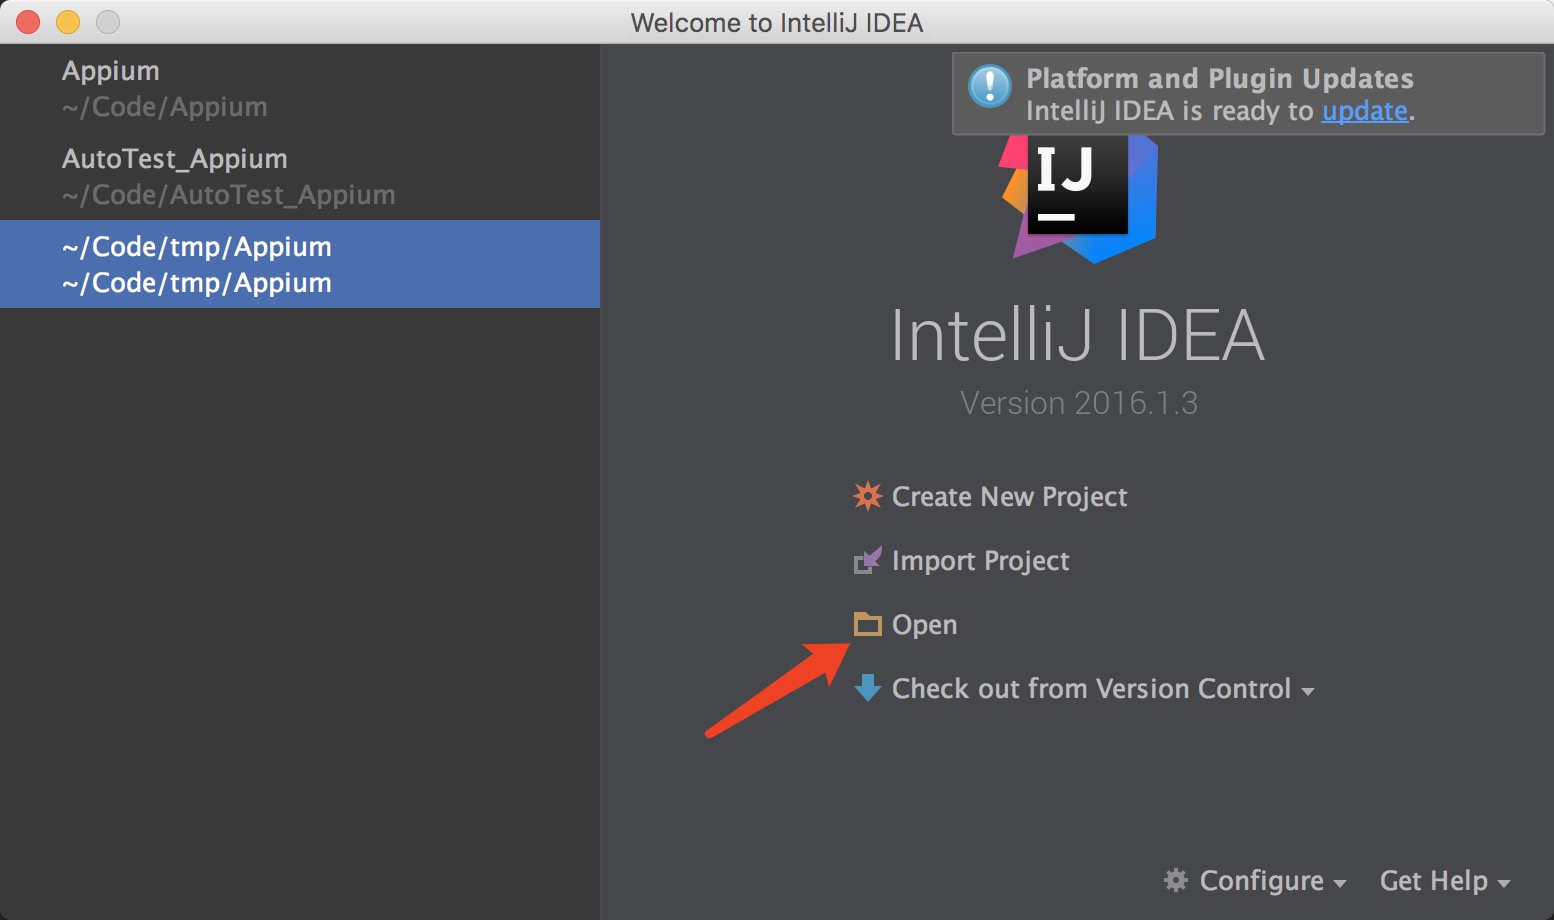 Welcome to IntelliJ IDEA
Appium
~/Code/Appium
AutoTest_Appium
~/Code/AutoTest_Appium
~/Code/tmp/Appium
~/Code/tmp/Appium
Platform and Plugin Updates
IntelliJ IDEA is ready to update.
IJ
IntelliJ IDEA
Version 2016.1.3
Create New Project
Import Project
Open
Check out from Version Control
Configure
Get Help